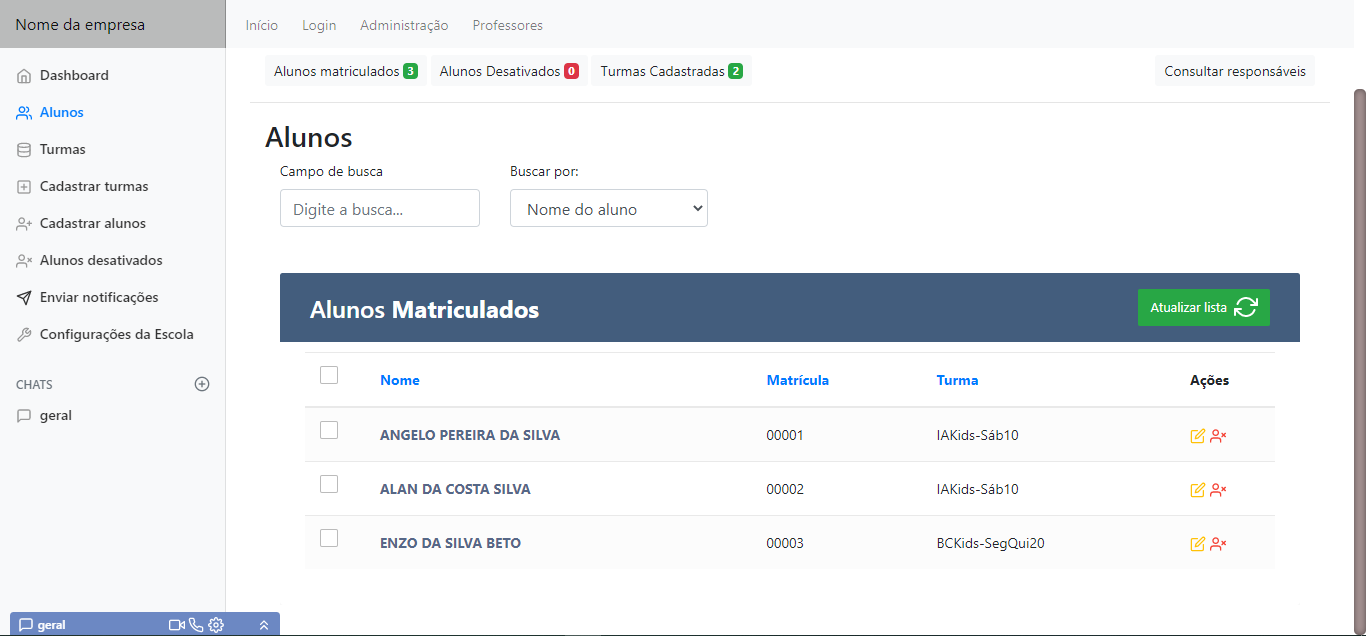 Nome da empresa
Início Login Administração Professores
Dashboard
Alunos
Turmas
Cadastrar turmas
Cadastrar alunos
Alunos desativados
Enviar notificações
Configurações da Escola
CHATS
geral
Alunos matriculados 3 Alunos Desativados 0 Turmas Cadastradas 2 Consultar responsáveis
Alunos
Campo de busca Buscar por:
Digite a busca... Nome do aluno
Alunos Matriculados Atualizar lista
Nome Matrícula Turma Ações
ANGELO PEREIRA DA SILVA 00001 IAKids-Sáb10
ALAN DA COSTA SILVA 00002 IAKids-Sáb10
ENZO DA SILVA BETO 00003 BCKids-SegQui20
geral